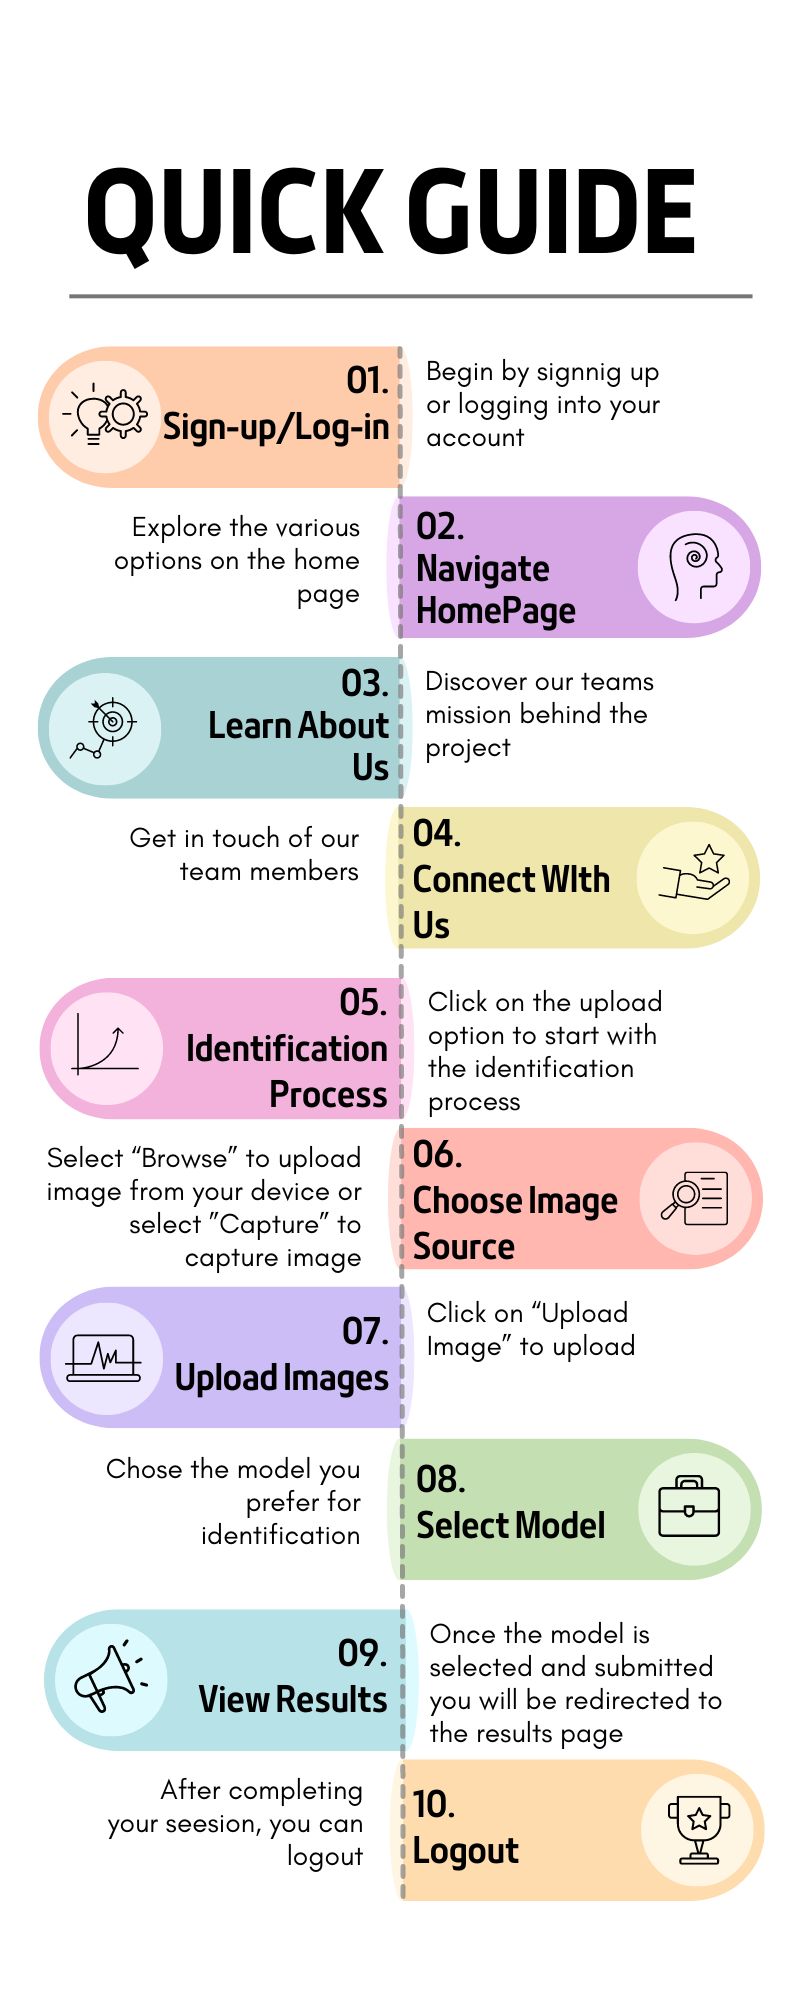 QUICK GUIDE
01.
Sign-up/Log-in
Begin by signnig up
or logging into your
account
02.
Navigate
HomePage
Explore the various
options on the home
page
03.
Learn About
Us
Discover our teams
mission behind the
project
04.
Connect WIth
Us
Get in touch of our
team members
05.
Identification
Process
Click on the upload
option to start with
the identification
process
06.
Choose Image
Source
Select “Browse” to upload
image from your device or
select ”Capture” to
capture image
07.
Upload Images
Click on “Upload
Image” to upload
08.
Select Model
Chose the model you
prefer for
identification
09.
View Results
Once the model is
selected and submitted
you will be redirected to
the results page
10.
Logout
After completing
your seesion, you can
logout